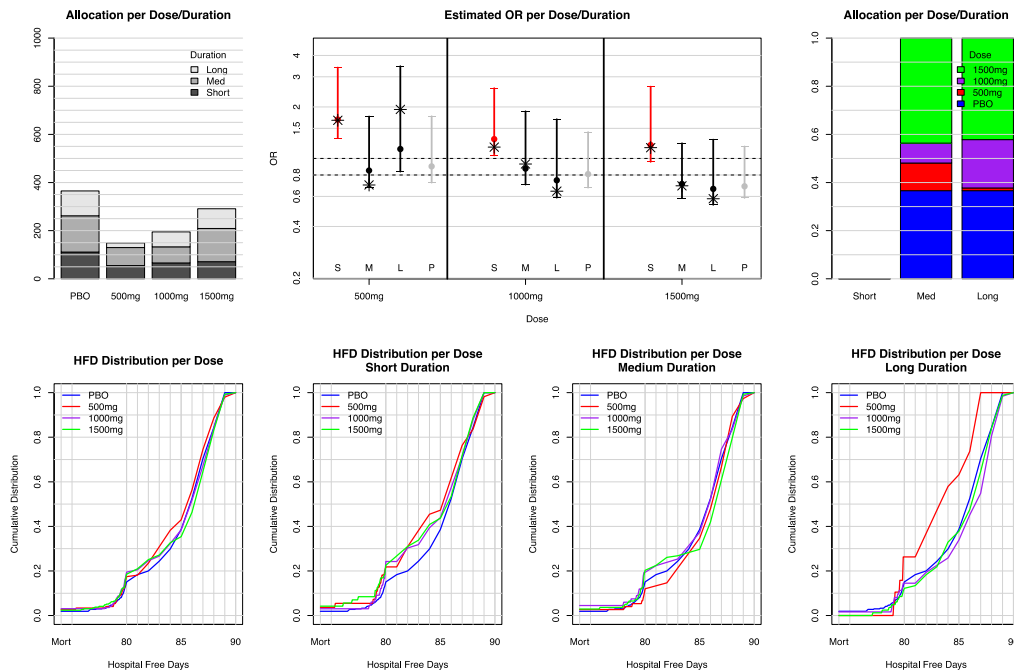 Allocation per Dose/Duration
1000
800
600
400
200
0
Duration
Long
Med
Short
PBO
500mg
1000mg
1500mg
Estimated OR per Dose/Duration
OR
4
3
2
1.5
0.8
0.6
0.4
0.2
S M L P
S M L P
S M L P
500mg
1000mg
1500mg
Dose
Allocation per Dose/Duration
1.0
0.8
0.6
0.4
0.2
0.0
Dose
1500mg
1000mg
500mg
PBO
Short
Med
Long
HFD Distribution per Dose
Cumulative Distribution
1.0
0.8
0.6
0.4
0.2
0.0
PBO
500mg
1000mg
1500mg
Mort
80
85
90
Hospital Free Days
HFD Distribution per Dose
Short Duration
Cumulative Distribution
1.0
0.8
0.6
0.4
0.2
0.0
PBO
500mg
1000mg
1500mg
Mort
80
85
90
Hospital Free Days
HFD Distribution per Dose
Medium Duration
Cumulative Distribution
1.0
0.8
0.6
0.4
0.2
0.0
PBO
500mg
1000mg
1500mg
Mort
80
85
90
Hospital Free Days
HFD Distribution per Dose
Long Duration
Cumulative Distribution
1.0
0.8
0.6
0.4
0.2
0.0
PBO
500mg
1000mg
1500mg
Mort
80
85
90
Hospital Free Days